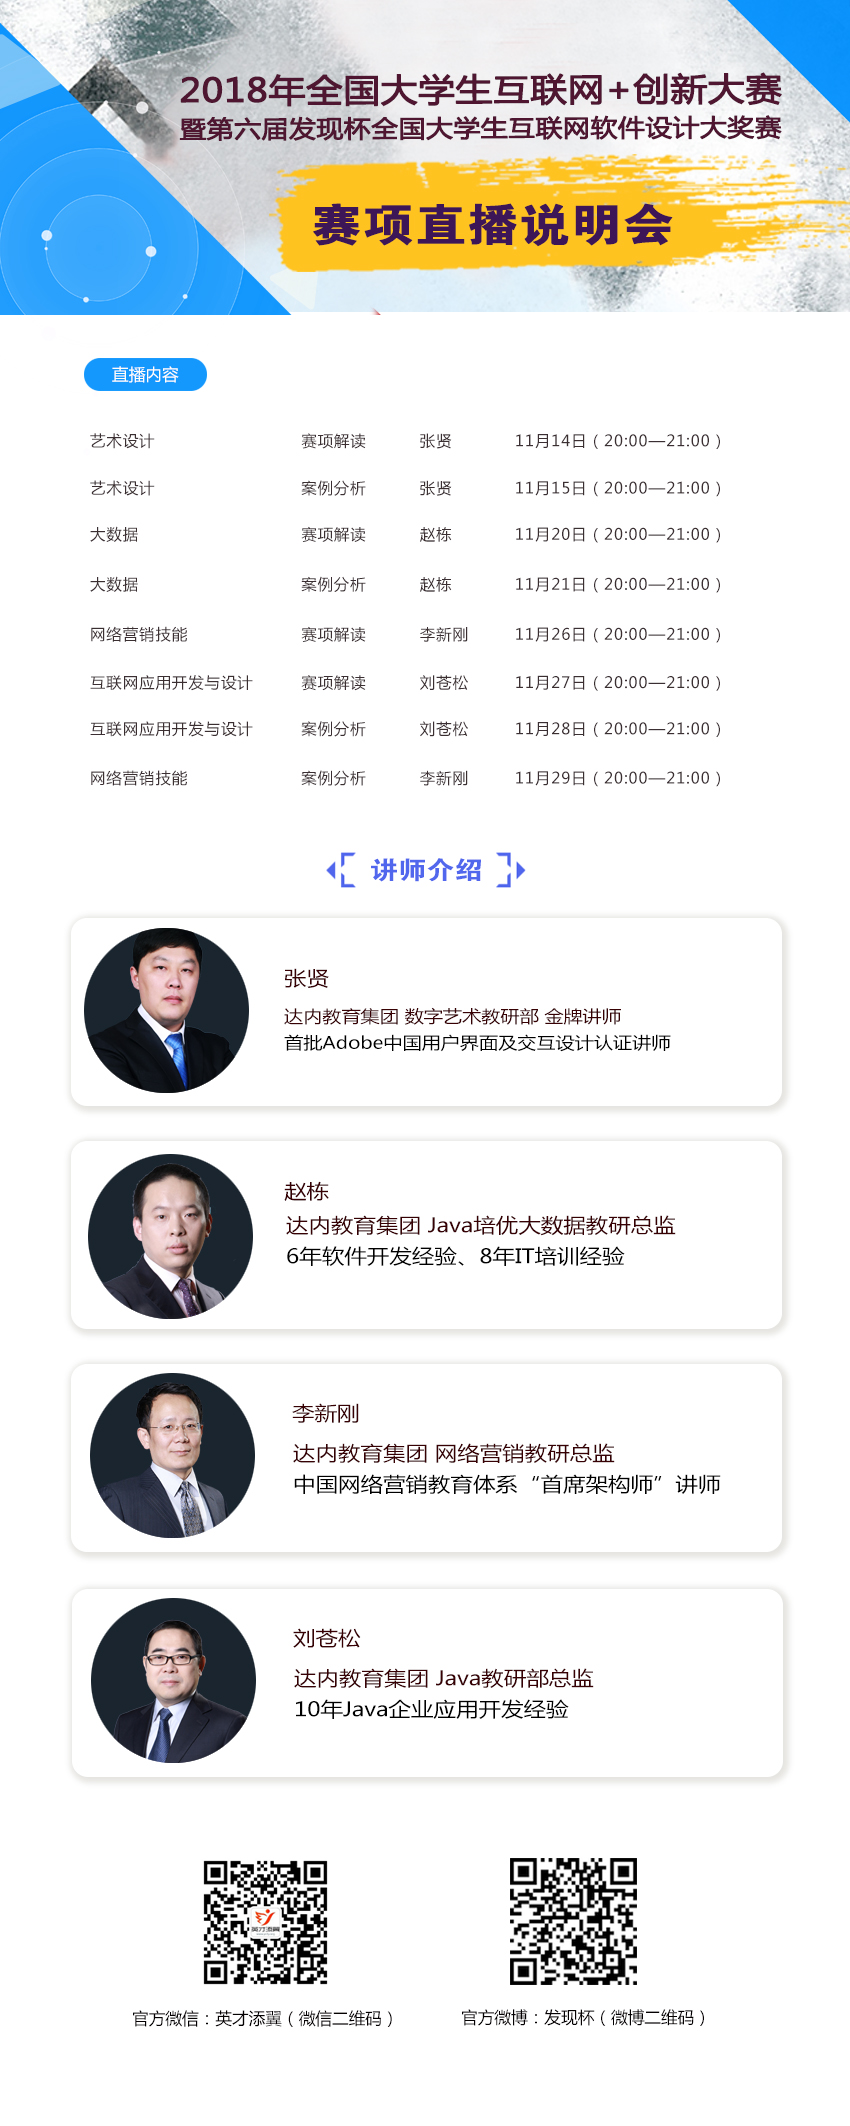 2018年全国大学生互联网+创新大赛
暨第六届发现杯全国大学生互联网软件设计大奖赛
赛项直播说明会
直播内容
艺术设计 赛项解读 张贤 11月14日（20:00—21:00）
艺术设计 案例分析 张贤 11月15日（20:00—21:00）
大数据 赛项解读 赵栋 11月20日（20:00—21:00）
大数据 案例分析 赵栋 11月21日（20:00—21:00）
网络营销技能 赛项解读 李新刚 11月26日（20:00—21:00）
互联网应用开发与设计 赛项解读 刘苍松 11月27日（20:00—21:00）
互联网应用开发与设计 案例分析 刘苍松 11月28日（20:00—21:00）
网络营销技能 案例分析 李新刚 11月29日（20:00—21:00）
讲师介绍
张贤
达内教育集团 数字艺术教研部 金牌讲师
首批Adobe中国用户界面及交互设计认证讲师
赵栋
达内教育集团 Java培优大数据教研总监
6年软件开发经验、8年IT培训经验
李新刚
达内教育集团 网络营销教研总监
中国网络营销教育体系“首席架构师”讲师
刘苍松
达内教育集团 Java教研部总监
10年Java企业应用开发经验
英才添翼
官方微信：英才添翼（微信二维码）
官方微博：发现杯（微博二维码）